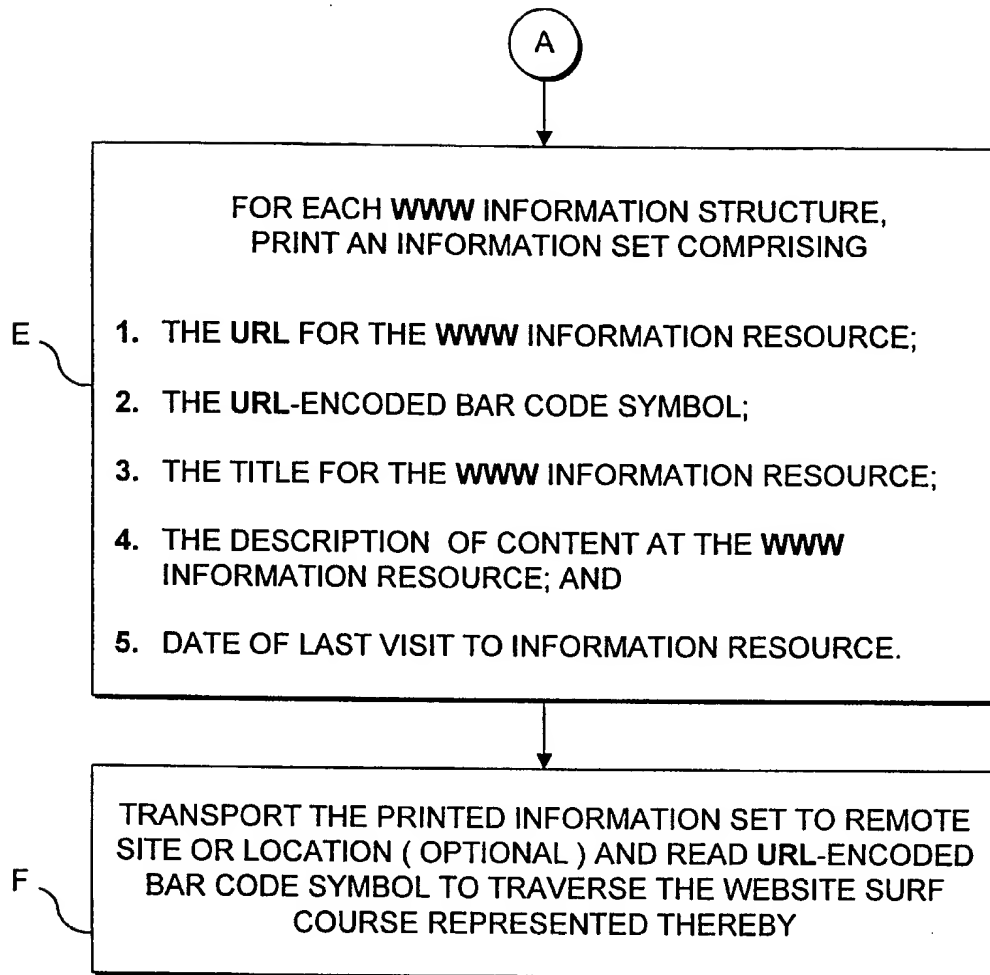 A
FOR EACH WWW INFORMATION STRUCTURE,
PRINT AN INFORMATION SET COMPRISING
E
1. THE URL FOR THE WWW INFORMATION RESOURCE;
2. THE URL-ENCODED BAR CODE SYMBOL;
3. THE TITLE FOR THE WWW INFORMATION RESOURCE;
4. THE DESCRIPTION OF CONTENT AT THE WWW
INFORMATION RESOURCE; AND
5. DATE OF LAST VISIT TO INFORMATION RESOURCE.
F
TRANSPORT THE PRINTED INFORMATION SET TO REMOTE
SITE OR LOCATION ( OPTIONAL ) AND READ URL-ENCODED
BAR CODE SYMBOL TO TRAVERSE THE WEBSITE SURF
COURSE REPRESENTED THEREBY